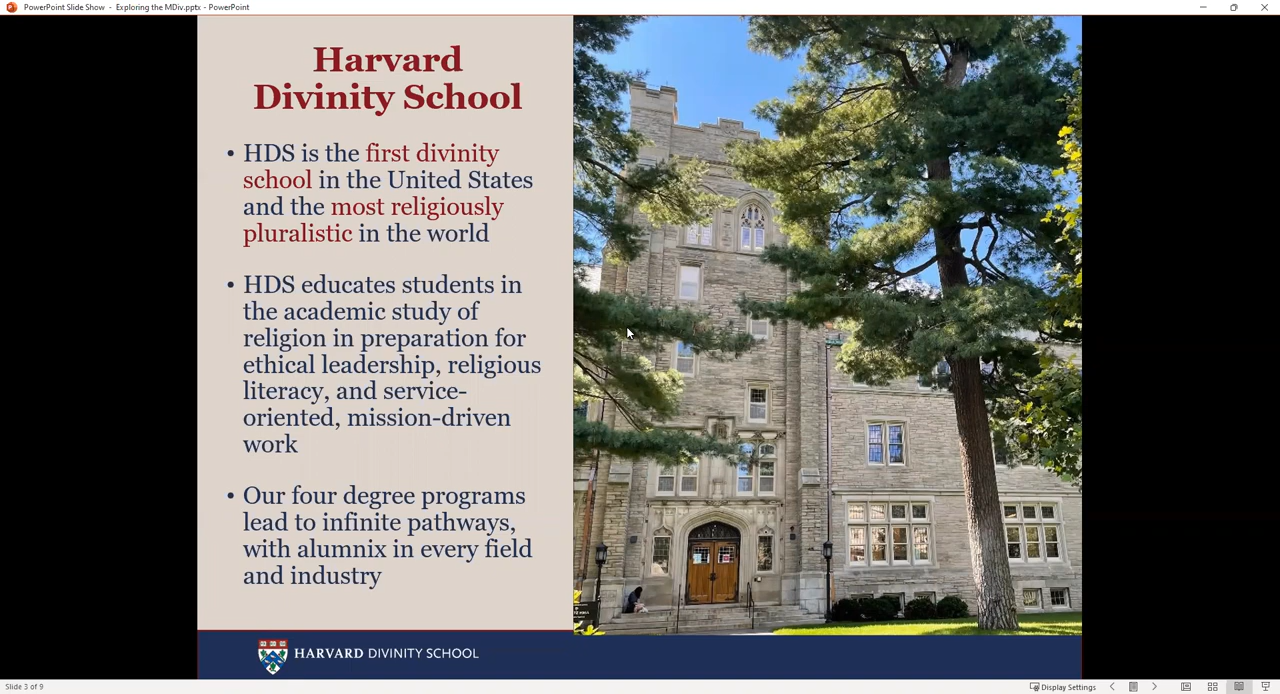 PowerPoint Slide Show - Exploring the MDiv.pptx - PowerPoint
Harvard
Divinity School
• HDS is the first divinity
school in the United States
and the most religiously
pluralistic in the world
• HDS educates students in
the academic study of
religion in preparation for
ethical leadership, religious
literacy, and service-
oriented, mission-driven
work
• Our four degree programs
lead to infinite pathways,
with alumnix in every field
and industry
HARVARD DIVINITY SCHOOL
Slide 3 of 9
Display Settings